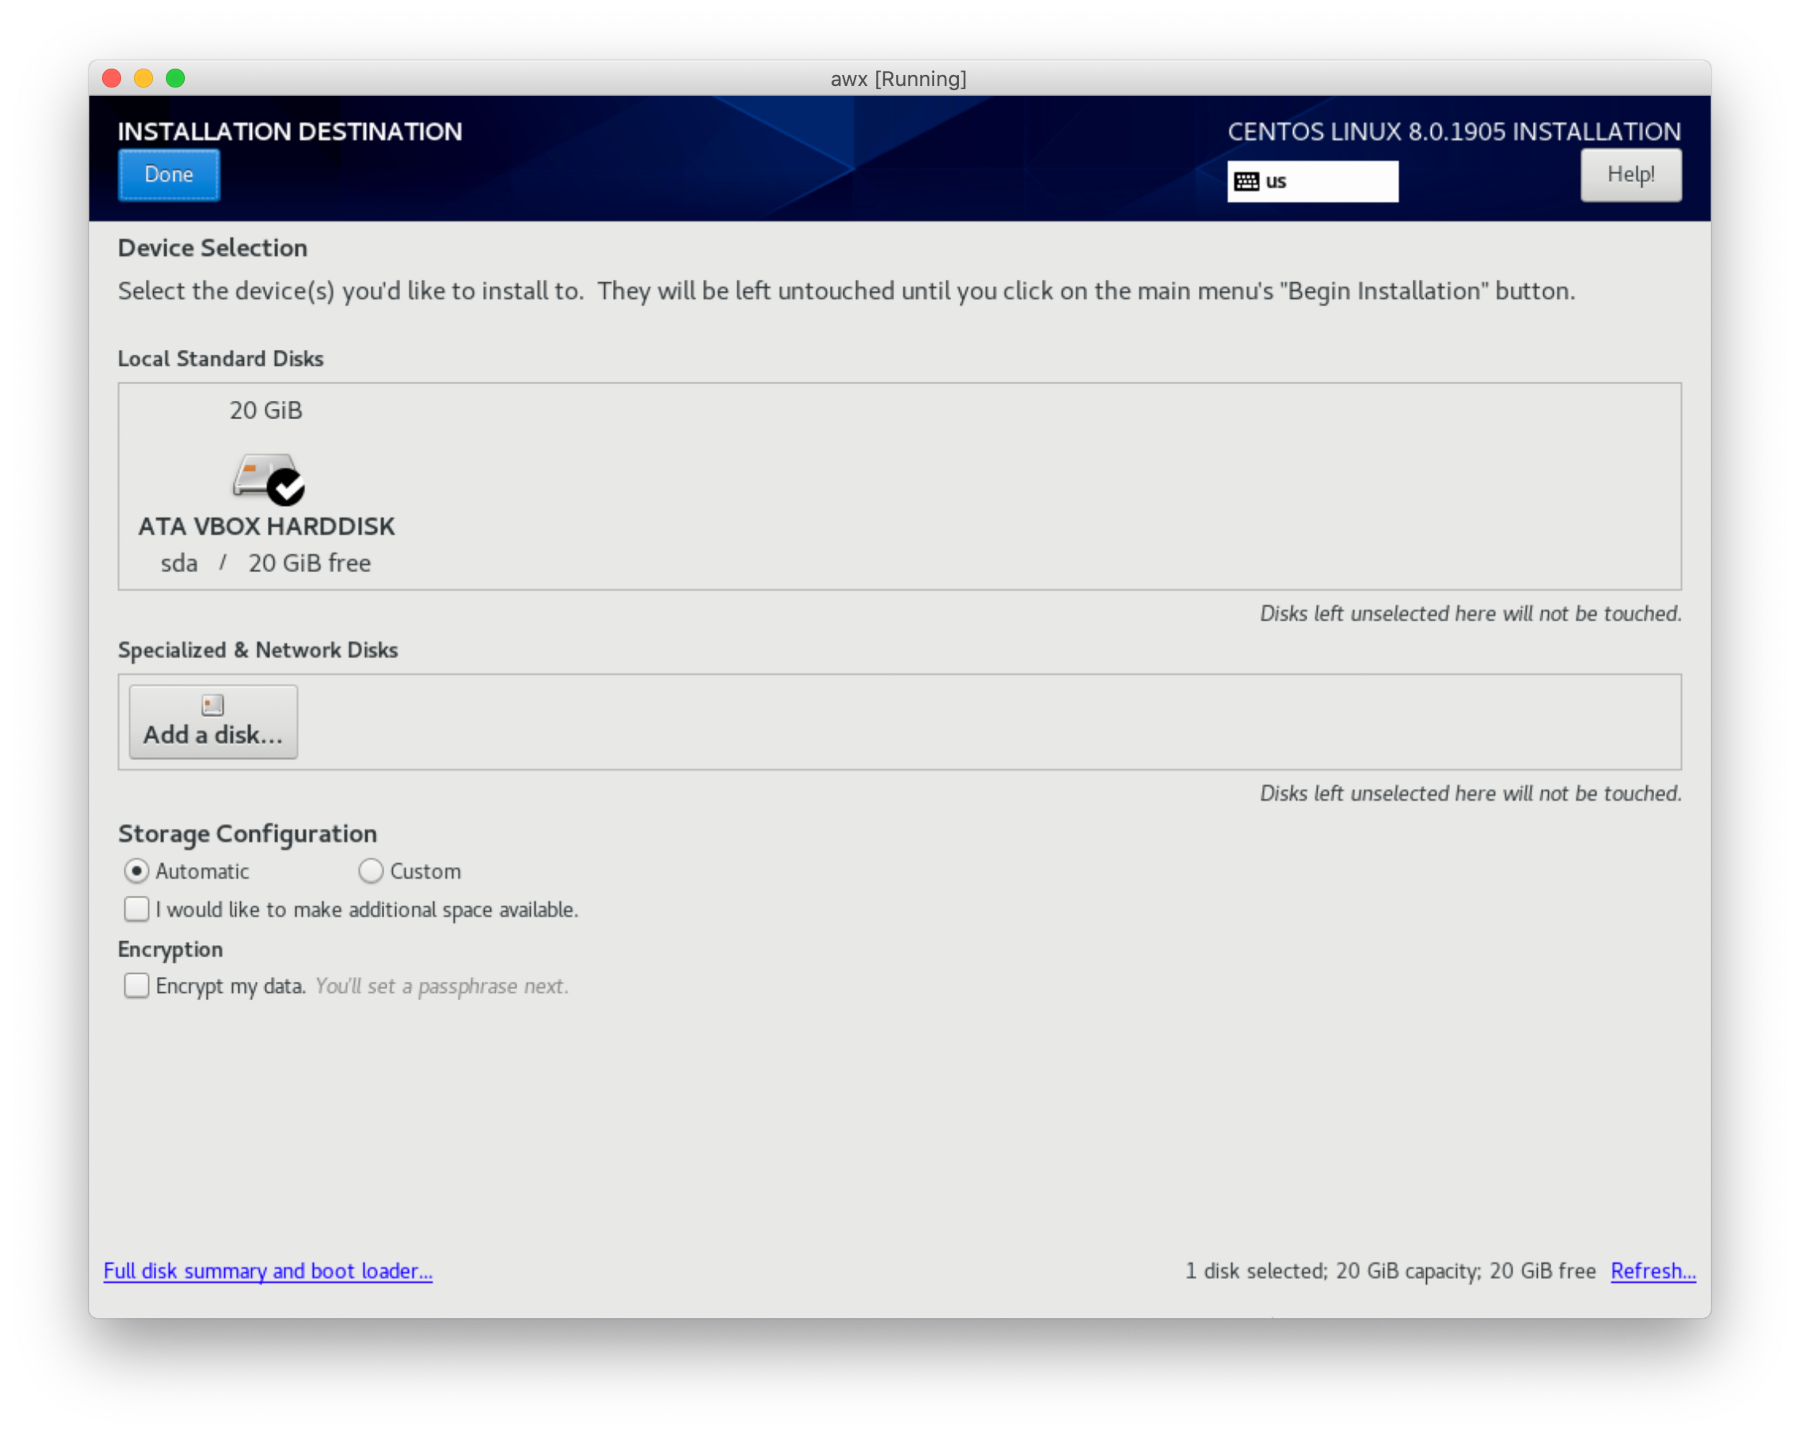 awx [Running]
INSTALLATION DESTINATION
CENTOS LINUX 8.0.1905 INSTALLATION
Done
us
Help!
Device Selection
Select the device(s) you'd like to install to.  They will be left untouched until you click on the main menu's "Begin Installation" button.
Local Standard Disks
20 GiB
ATA VBOX HARDDISK
sda / 20 GiB free
Disks left unselected here will not be touched.
Specialized & Network Disks
Add a disk...
Disks left unselected here will not be touched.
Storage Configuration
Automatic
Custom
I would like to make additional space available.
Encryption
Encrypt my data. You'll set a passphrase next.
Full disk summary and boot loader...
1 disk selected; 20 GiB capacity; 20 GiB free Refresh...